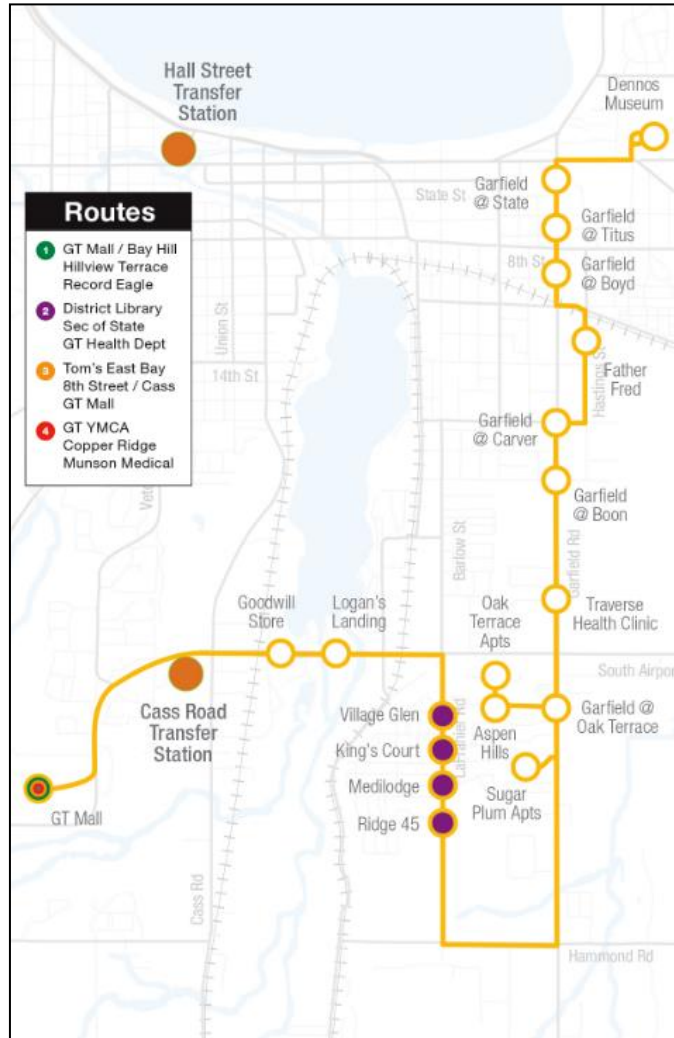 Hall Street
Transfer
Station
Dennos
Museum
Garfield
@ State
State St
Garfield
@ Titus
8th St
Garfield
@ Boyd
Routes
1 GT Mall / Bay Hill
Hillview Terrace
Record Eagle
2 District Library
Sec of State
GT Health Dept
3 Tom's East Bay
8th Street / Cass
GT Mall
4 GT YMCA
Copper Ridge
Munson Medical
Union St
14th St
Father
Fred
Hastings St
Garfield
@ Carver
Garfield
@ Boon
Garfield Rd
Barlow St
Goodwill
Store
Logan's
Landing
Oak
Terrace
Apts
Traverse
Health Clinic
South Airport
Cass Road
Transfer
Station
Village Glen
King's Court
Medilodge
Ridge 45
LaFranier Rd
Aspen
Hills
Garfield @
Oak Terrace
Sugar
Plum Apts
GT Mall
Cass Rd
Hammond Rd